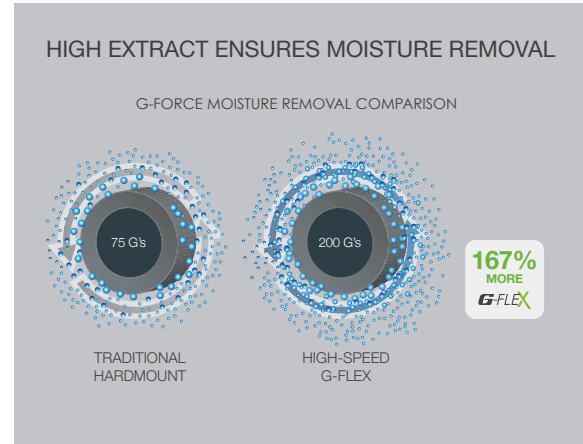 HIGH EXTRACT ENSURES MOISTURE REMOVAL
G-FORCE MOISTURE REMOVAL COMPARISON
75 G's
200 G's
167%
MORE
G-FLEX
TRADITIONAL
HARDMOUNT
HIGH-SPEED
G-FLEX